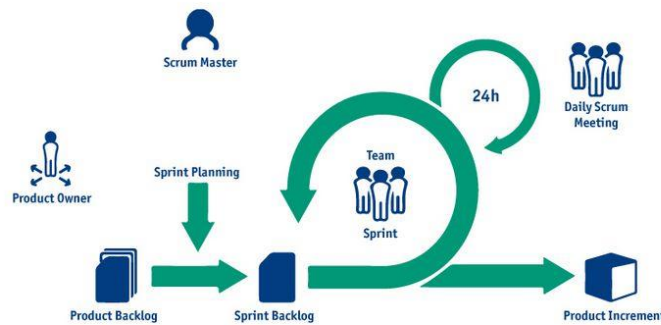 Scrum Master
24h
Daily Scrum
Meeting
Team
Sprint Planning
Product Owner
Sprint
Product Backlog
Sprint Backlog
Product Increment